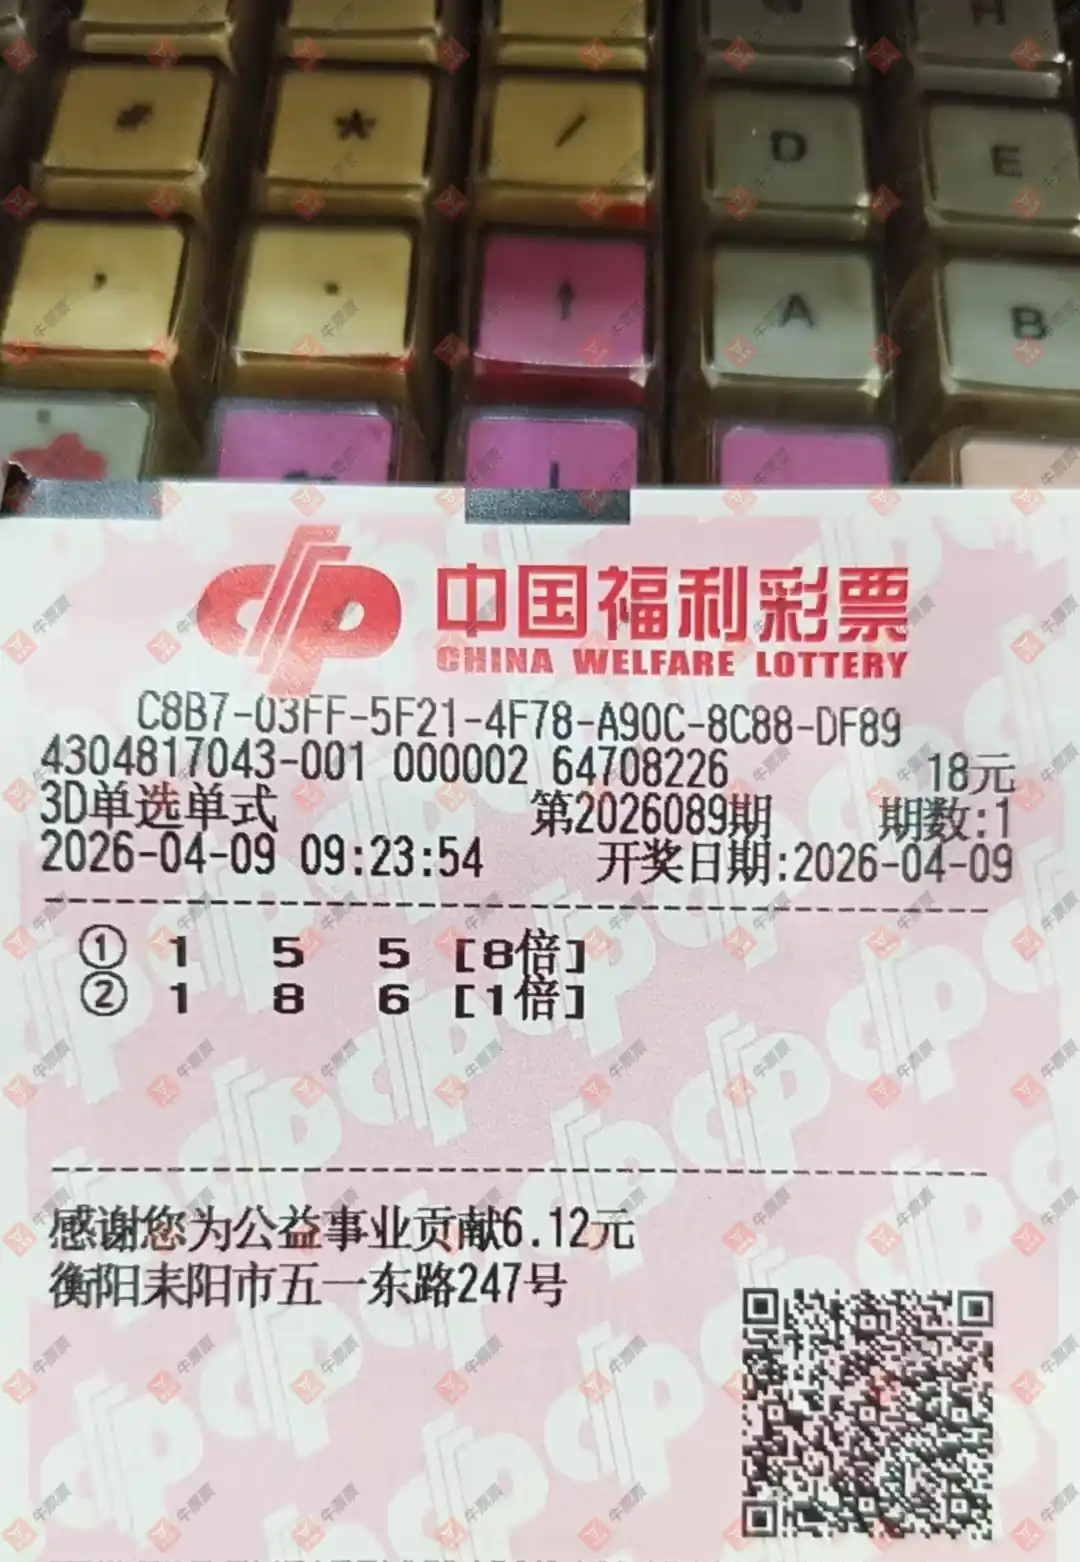 H
# * / D E
, . ↑ A B
中国福利彩票
CHINA WELFARE LOTTERY
C8B7-03FF-5F21-4F78-A90C-8C88-DF89
4304817043-001 000002 64708226 18元
3D单选单式 第2026089期 期数:1
2026-04-09 09:23:54 开奖日期:2026-04-09
① 1 5 5 [8倍]
② 1 8 6 [1倍]
感谢您为公益事业贡献6.12元
衡阳耒阳市五一东路247号
牛票票